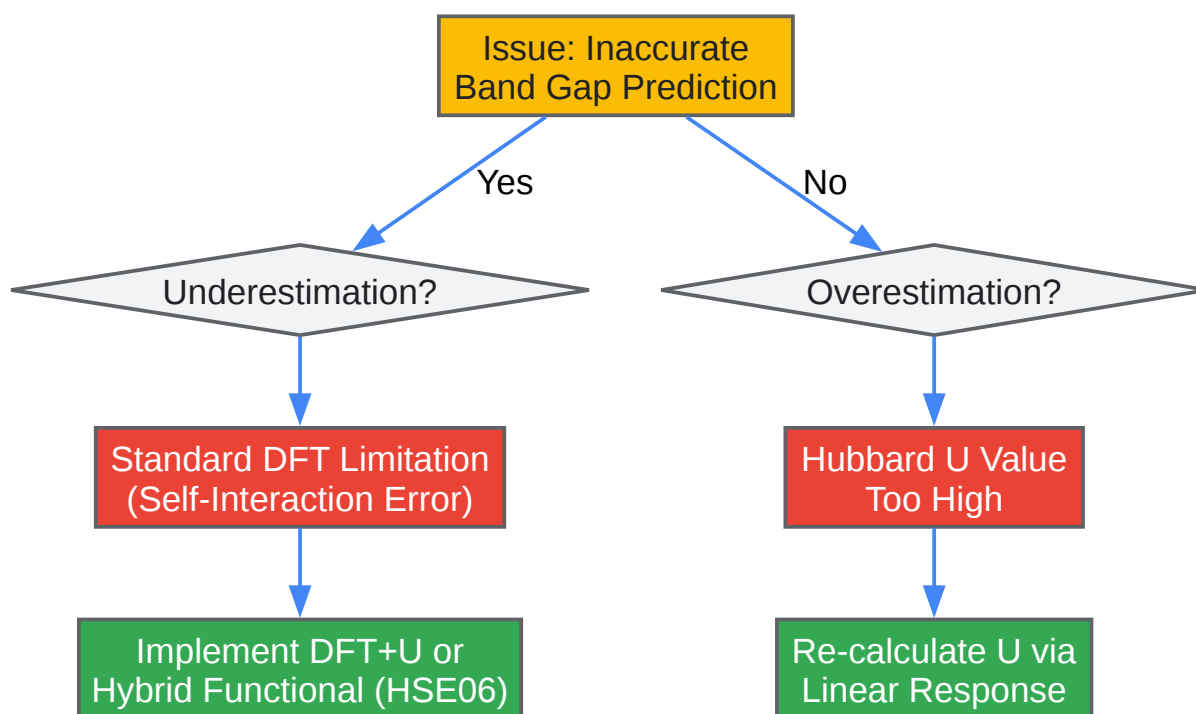 Issue: Inaccurate
Band Gap Prediction
Yes
No
Underestimation?
Overestimation?
Standard DFT Limitation
(Self-Interaction Error)
Hubbard U Value
Too High
Implement DFT+U or
Hybrid Functional (HSE06)
Re-calculate U via
Linear Response